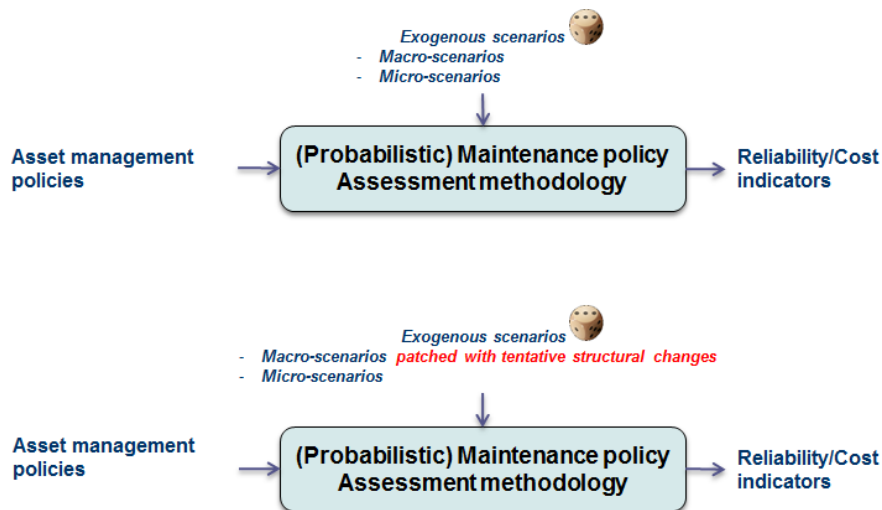 Exogenous scenarios
- Macro-scenarios
- Micro-scenarios
Asset management
policies
(Probabilistic) Maintenance policy
Assessment methodology
Reliability/Cost
indicators
Exogenous scenarios
- Macro-scenarios patched with tentative structural changes
- Micro-scenarios
Asset management
policies
(Probabilistic) Maintenance policy
Assessment methodology
Reliability/Cost
indicators